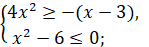 4x² ≥ -(x - 3),
x² - 6 ≤ 0;